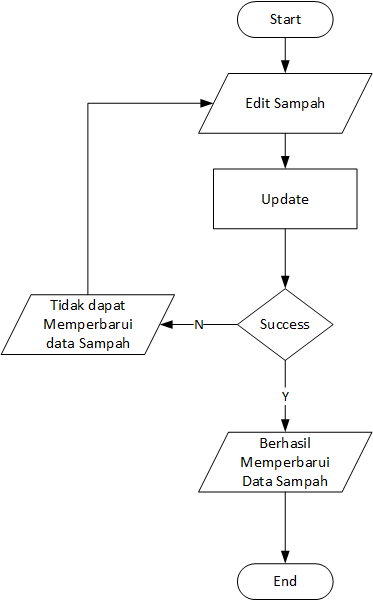 Start
Edit Sampah
Update
Success
N
Tidak dapat
Memperbarui
data Sampah
Y
Berhasil
Memperbarui
Data Sampah
End